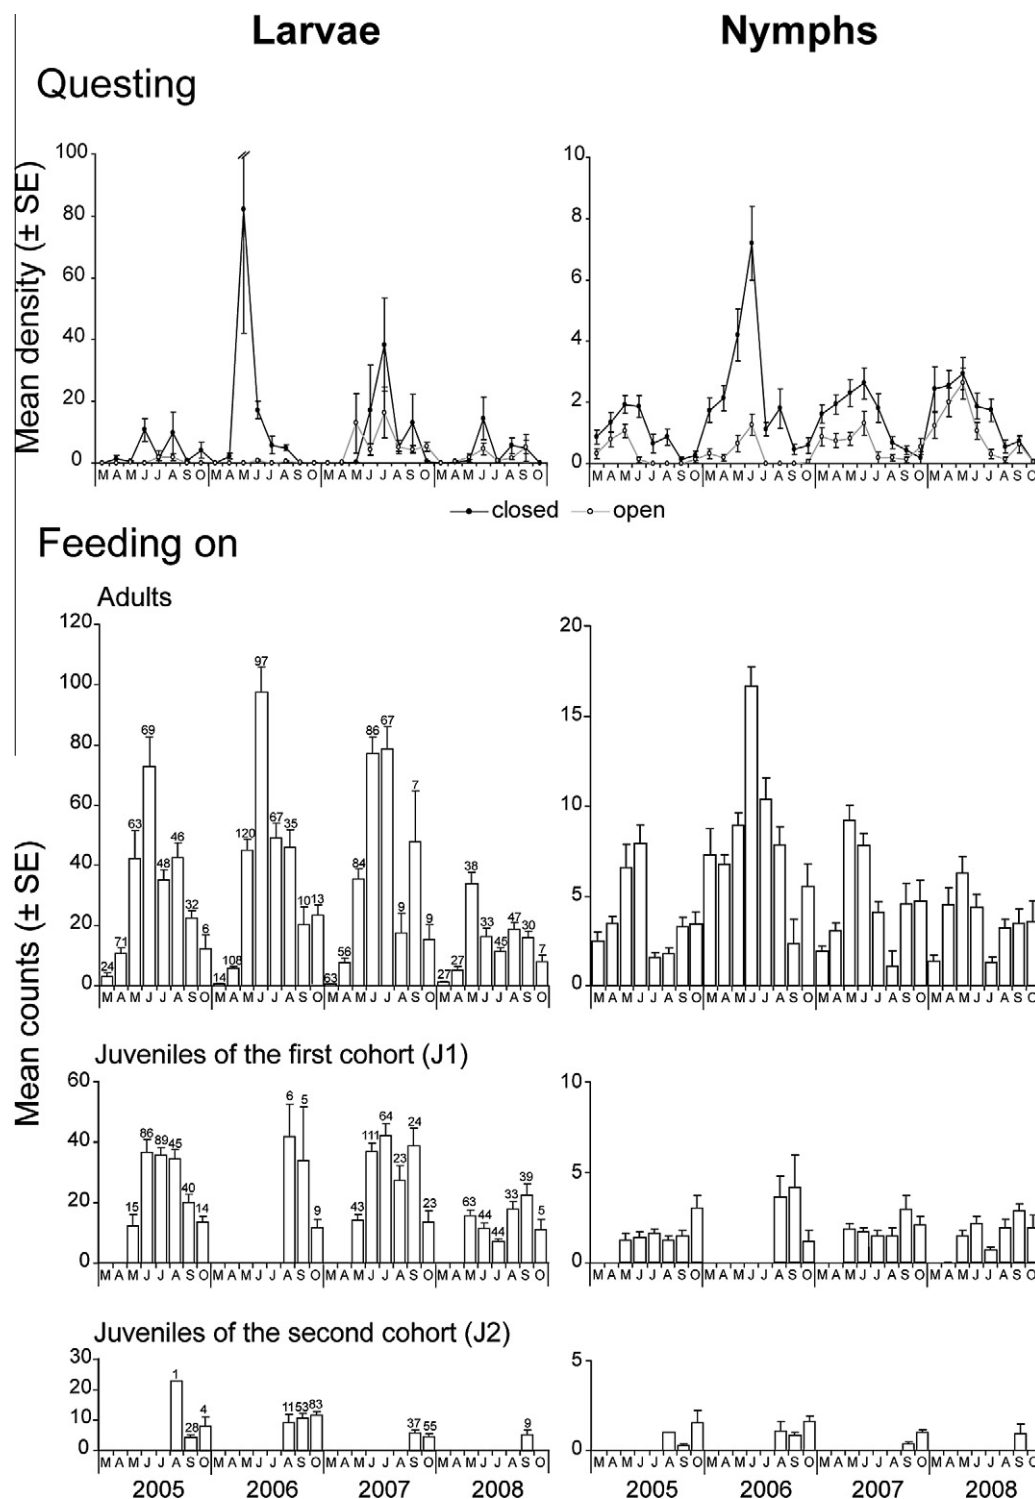 Larvae Nymphs
Questing
Mean density (± SE)
100
80
60
40
20
0
M A M J J A S O M A M J J A S O M A M J J A S O M A M J J A S O
10
8
6
4
2
0
M A M J J A S O M A M J J A S O M A M J J A S O M A M J J A S O
closed open
Feeding on
Mean counts (± SE)
Adults
120
100
80
60
40
20
0
24 71 63 69 48 46 32 6 14 108 120 97 67 35 10 13 63 56 84 86 67 9 7 9 27 27 38 33 45 47 30 7
M A M J J A S O M A M J J A S O M A M J J A S O M A M J J A S O
20
15
10
5
0
M A M J J A S O M A M J J A S O M A M J J A S O M A M J J A S O
Juveniles of the first cohort (J1)
60
40
20
0
15 86 89 45 40 14 6 5 9 43 111 64 23 24 23 63 44 44 33 39 5
M A M J J A S O M A M J J A S O M A M J J A S O M A M J J A S O
10
5
0
M A M J J A S O M A M J J A S O M A M J J A S O M A M J J A S O
Juveniles of the second cohort (J2)
30
20
10
0
1 28 4 11 53 83 37 55 9
M A M J J A S O M A M J J A S O M A M J J A S O M A M J J A S O
2005 2006 2007 2008
5
0
M A M J J A S O M A M J J A S O M A M J J A S O M A M J J A S O
2005 2006 2007 2008